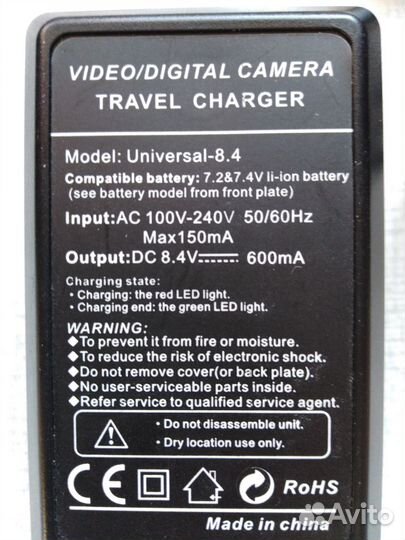 VIDEO/DIGITAL CAMERA
TRAVEL CHARGER
Model: Universal-8.4
Compatible battery: 7.2&7.4V li-ion battery
(see battery model from front plate)
Input:AC 100V-240V 50/60Hz
Max150mA
Output:DC 8.4V⎓ 600mA
Charging state:
• Charging: the red LED light.
• Charging end: the green LED light.
WARNING:
◆To prevent it from fire or moisture.
◆To reduce the risk of electronic shock.
◆Do not remove cover(or back plate).
◆No user-serviceable parts inside.
◆Refer service to qualified service agent.
• Do not disassemble unit.
• Dry location use only.
CE RoHS
Made in china
Avito